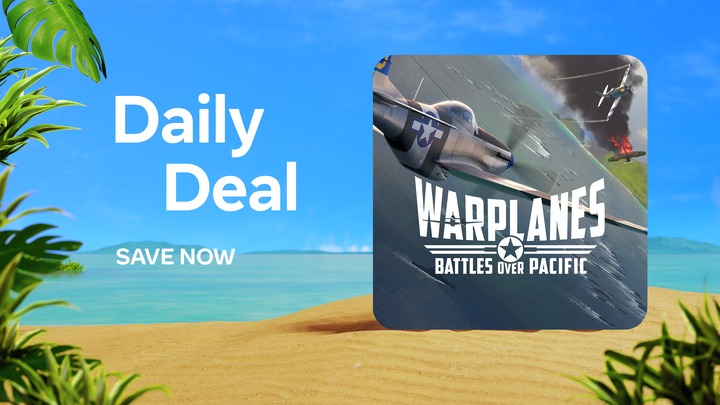 Daily
Deal
SAVE NOW
WARPLANES
BATTLES OVER PACIFIC